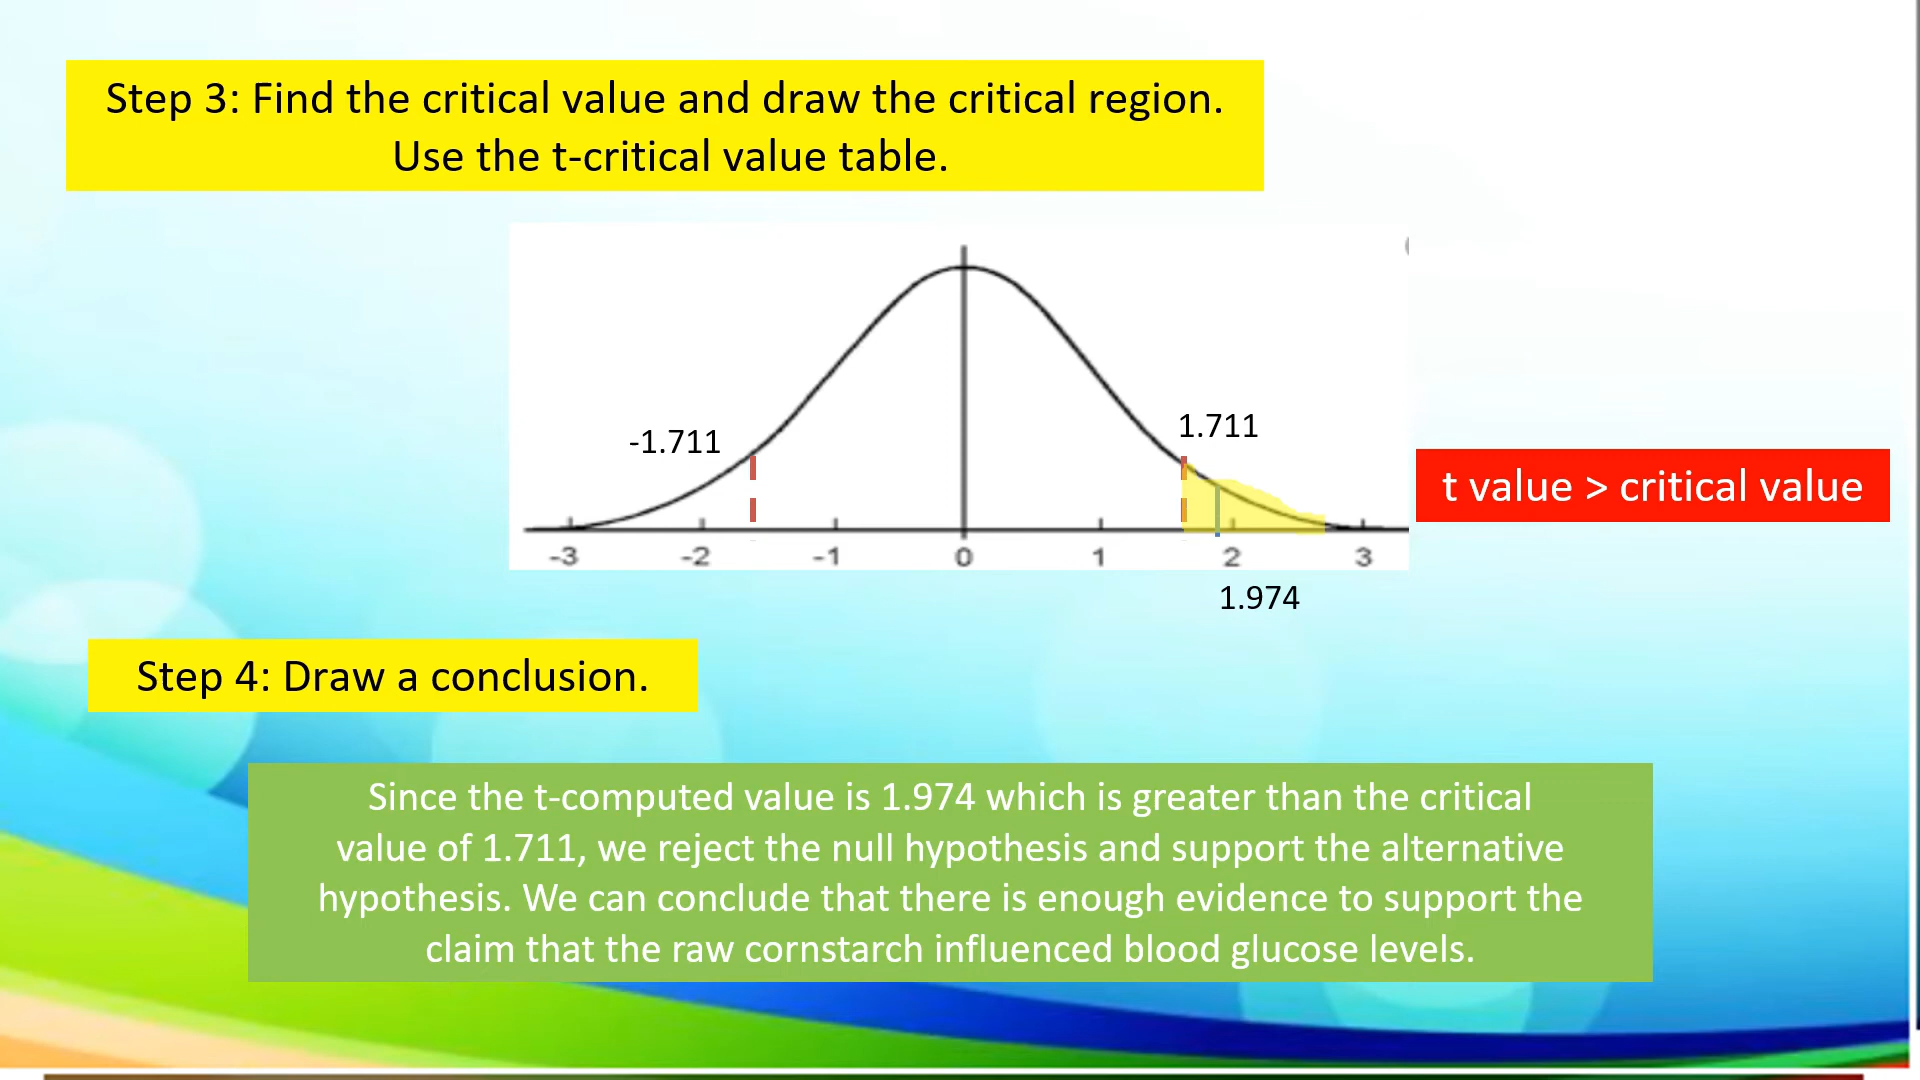 Step 3: Find the critical value and draw the critical region.
Use the t-critical value table.
-1.711
1.711
t value > critical value
-3 -2 -1 0 1 2 3
1.974
Step 4: Draw a conclusion.
Since the t-computed value is 1.974 which is greater than the critical
value of 1.711, we reject the null hypothesis and support the alternative
hypothesis. We can conclude that there is enough evidence to support the
claim that the raw cornstarch influenced blood glucose levels.